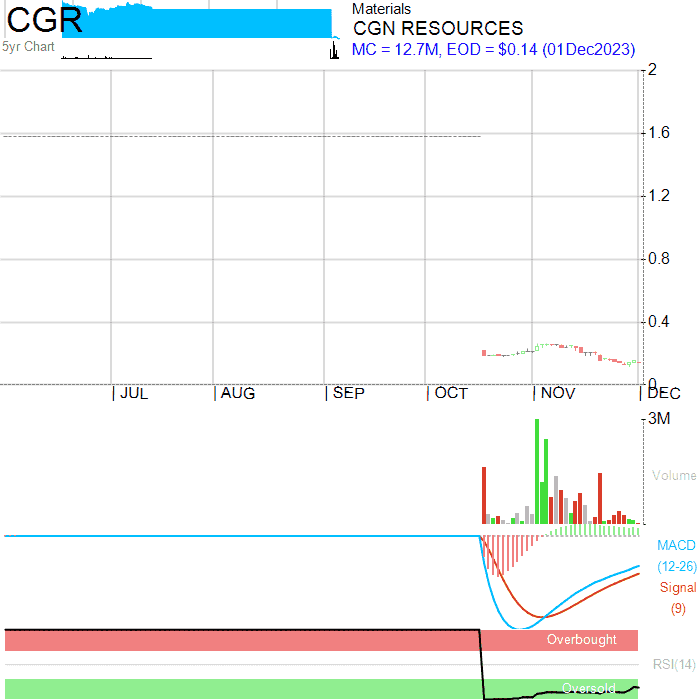 CGR
5yr Chart
Materials
CGN RESOURCES
MC = 12.7M, EOD = $0.14 (01Dec2023)
2
1.6
1.2
0.8
0.4
0
JUL AUG SEP OCT NOV DEC
3M
Volume
MACD
(12-26)
Signal
(9)
Overbought
RSI(14)
Oversold